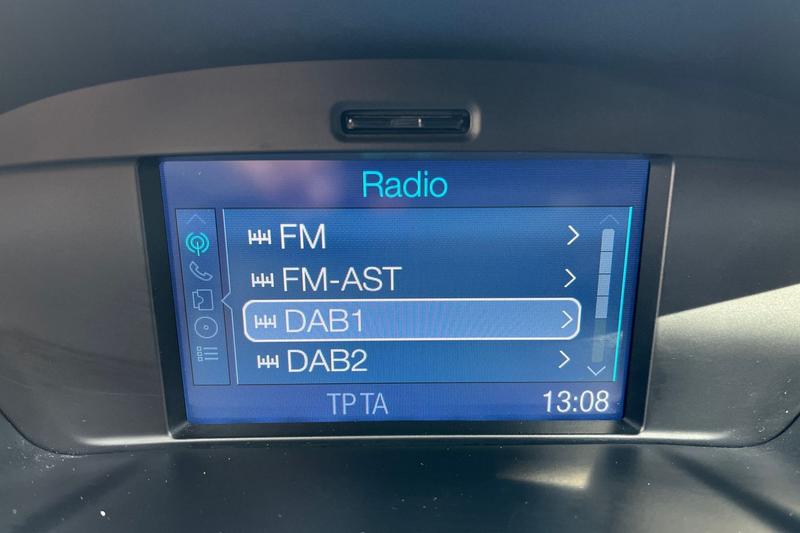 Radio
FM
FM-AST
DAB1
DAB2
TP TA 13:08